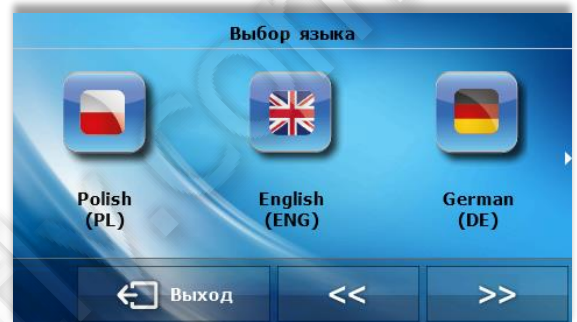 Выбор языка
Polish
(PL)
English
(ENG)
German
(DE)
Выход
<<
>>